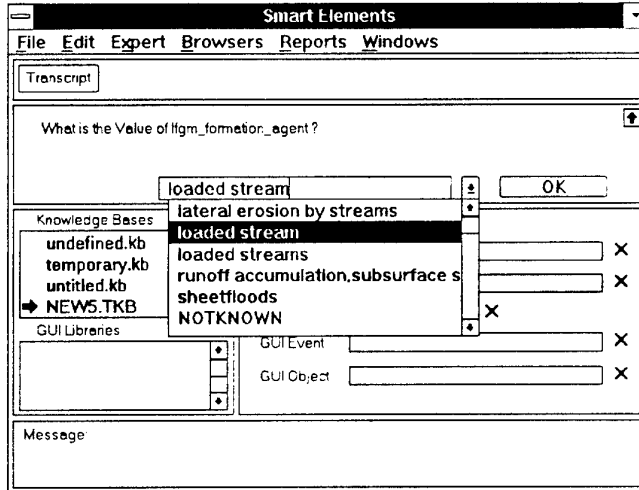 Smart Elements
File Edit Expert Browsers Reports Windows
Transcript
What is the Value of lfgm_formation_agent ?
loaded stream
OK
lateral erosion by streams
loaded stream
loaded streams
runoff accumulation,subsurface s
sheetfloods
NOTKNOWN
Knowledge Bases
undefined.kb
temporary.kb
untitled.kb
NEW5.TKB
GUI Libraries
GUI Event
GUI Object
Message